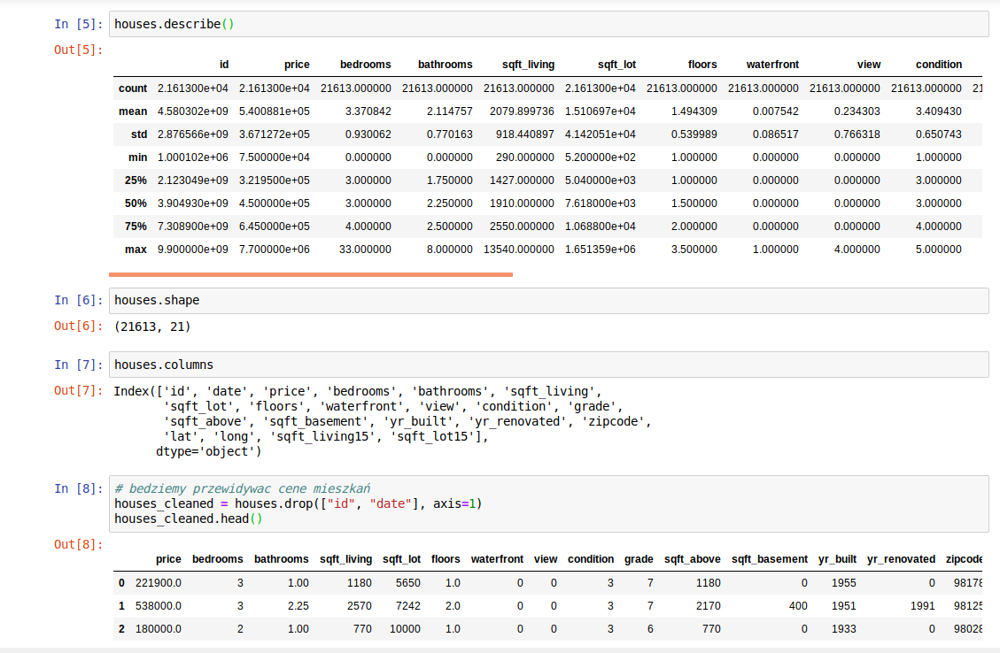 In [5]: houses.describe()
Out[5]:
id price bedrooms bathrooms sqft_living sqft_lot floors waterfront view condition
count 2.161300e+04 2.161300e+04 21613.000000 21613.000000 21613.000000 2.161300e+04 21613.000000 21613.000000 21613.000000 21613.000000 21
mean 4.580302e+09 5.400881e+05 3.370842 2.114757 2079.899736 1.510697e+04 1.494309 0.007542 0.234303 3.409430
std 2.876566e+09 3.671272e+05 0.930062 0.770163 918.440897 4.142051e+04 0.539989 0.086517 0.766318 0.650743
min 1.000102e+06 7.500000e+04 0.000000 0.000000 290.000000 5.200000e+02 1.000000 0.000000 0.000000 1.000000
25% 2.123049e+09 3.219500e+05 3.000000 1.750000 1427.000000 5.040000e+03 1.000000 0.000000 0.000000 3.000000
50% 3.904930e+09 4.500000e+05 3.000000 2.250000 1910.000000 7.618000e+03 1.500000 0.000000 0.000000 3.000000
75% 7.308900e+09 6.450000e+05 4.000000 2.500000 2550.000000 1.068800e+04 2.000000 0.000000 0.000000 4.000000
max 9.900000e+09 7.700000e+06 33.000000 8.000000 13540.000000 1.651359e+06 3.500000 1.000000 4.000000 5.000000
In [6]: houses.shape
Out[6]: (21613, 21)
In [7]: houses.columns
Out[7]: Index(['id', 'date', 'price', 'bedrooms', 'bathrooms', 'sqft_living',
'sqft_lot', 'floors', 'waterfront', 'view', 'condition', 'grade',
'sqft_above', 'sqft_basement', 'yr_built', 'yr_renovated', 'zipcode',
'lat', 'long', 'sqft_living15', 'sqft_lot15'],
dtype='object')
In [8]: # bedziemy przewidywac cene mieszkań
houses_cleaned = houses.drop(["id", "date"], axis=1)
houses_cleaned.head()
Out[8]:
price bedrooms bathrooms sqft_living sqft_lot floors waterfront view condition grade sqft_above sqft_basement yr_built yr_renovated zipcode
0 221900.0 3 1.00 1180 5650 1.0 0 0 3 7 1180 0 1955 0 98178
1 538000.0 3 2.25 2570 7242 2.0 0 0 3 7 2170 400 1951 1991 98125
2 180000.0 2 1.00 770 10000 1.0 0 0 3 6 770 0 1933 0 98028